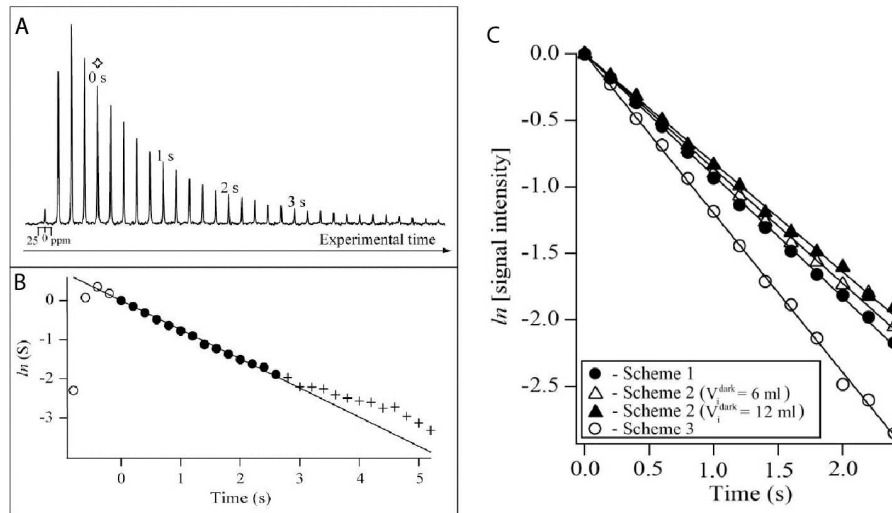 A
0 s
1 s
2 s
3 s
25 0 ppm
Experimental time
B
ln (S)
0
-1
-2
-3
0 1 2 3 4 5
Time (s)
C
ln [signal intensity]
0.0
-0.5
-1.0
-1.5
-2.0
-2.5
- Scheme 1
- Scheme 2 (V_i^dark = 6 ml)
- Scheme 2 (V_i^dark = 12 ml)
- Scheme 3
0.0 0.5 1.0 1.5 2.0
Time (s)